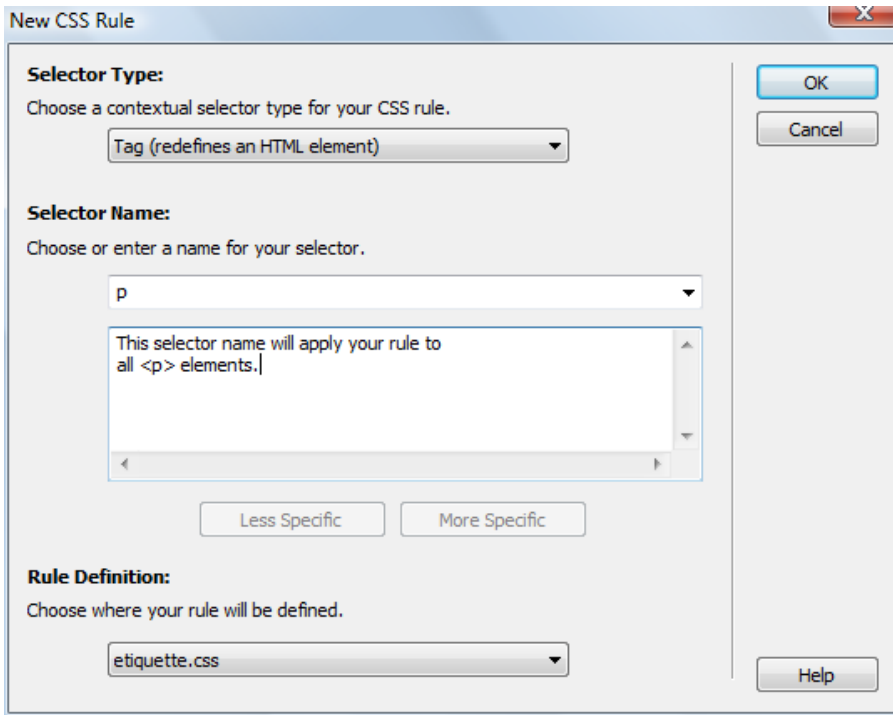 New CSS Rule
Selector Type:
Choose a contextual selector type for your CSS rule.
Tag (redefines an HTML element)
OK
Cancel
Selector Name:
Choose or enter a name for your selector.
p
This selector name will apply your rule to
all <p> elements.
Less Specific
More Specific
Rule Definition:
Choose where your rule will be defined.
etiquette.css
Help